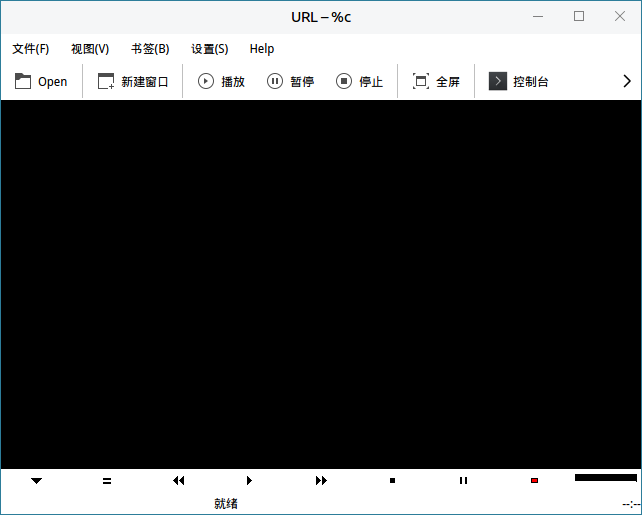 URL – %c
文件(F) 视图(V) 书签(B) 设置(S) Help
Open 新建窗口 播放 暂停 停止 全屏 控制台
就绪 --:--